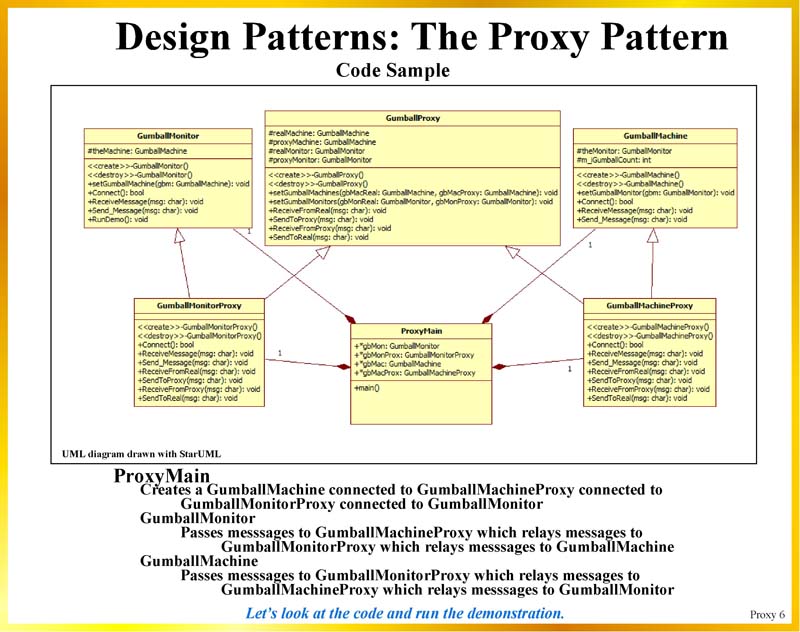 Design Patterns: The Proxy Pattern
Code Sample
GumballMonitor
#theMachine: GumballMachine
<<create>>-GumballMonitor()
<<destroy>>-GumballMonitor()
+setGumballMachine(gbm: GumballMachine): void
+Connect(): bool
+ReceiveMessage(msg: char): void
+Send_Message(msg: char): void
+RunDemo(): void
GumballProxy
#realMachine: GumballMachine
#proxyMachine: GumballMachine
#realMonitor: GumballMonitor
#proxyMonitor: GumballMonitor
<<create>>-GumballProxy()
<<destroy>>-GumballProxy()
+setGumballMachines(gbMacReal: GumballMachine, gbMacProxy: GumballMachine): void
+setGumballMonitors(gbMonReal: GumballMonitor, gbMonProxy: GumballMonitor): void
+ReceiveFromReal(msg: char): void
+SendToProxy(msg: char): void
+ReceiveFromProxy(msg: char): void
+SendToReal(msg: char): void
GumballMachine
#theMonitor: GumballMonitor
#m_iGumballCount: int
<<create>>-GumballMachine()
<<destroy>>-GumballMachine()
+setGumballMonitor(gbm: GumballMonitor): void
+Connect(): bool
+ReceiveMessage(msg: char): void
+Send_Message(msg: char): void
1
1
GumballMonitorProxy
<<create>>-GumballMonitorProxy()
<<destroy>>-GumballMonitorProxy()
+Connect(): bool
+ReceiveMessage(msg: char): void
+Send_Message(msg: char): void
+ReceiveFromReal(msg: char): void
+SendToProxy(msg: char): void
+ReceiveFromProxy(msg: char): void
+SendToReal(msg: char): void
1
ProxyMain
+*gbMon: GumballMonitor
+*gbMonProx: GumballMonitorProxy
+*gbMac: GumballMachine
+*gbMacProx: GumballMachineProxy
+main()
1
GumballMachineProxy
<<create>>-GumballMachineProxy()
<<destroy>>-GumballMachineProxy()
+Connect(): bool
+ReceiveMessage(msg: char): void
+Send_Message(msg: char): void
+ReceiveFromReal(msg: char): void
+SendToProxy(msg: char): void
+ReceiveFromProxy(msg: char): void
+SendToReal(msg: char): void
UML diagram drawn with StarUML
ProxyMain
Creates a GumballMachine connected to GumballMachineProxy connected to
GumballMonitorProxy connected to GumballMonitor
GumballMonitor
Passes messsages to GumballMachineProxy which relays messages to
GumballMonitorProxy which relays messsages to GumballMachine
GumballMachine
Passes messsages to GumballMonitorProxy which relays messages to
GumballMachineProxy which relays messsages to GumballMonitor
Let's look at the code and run the demonstration.
Proxy 6